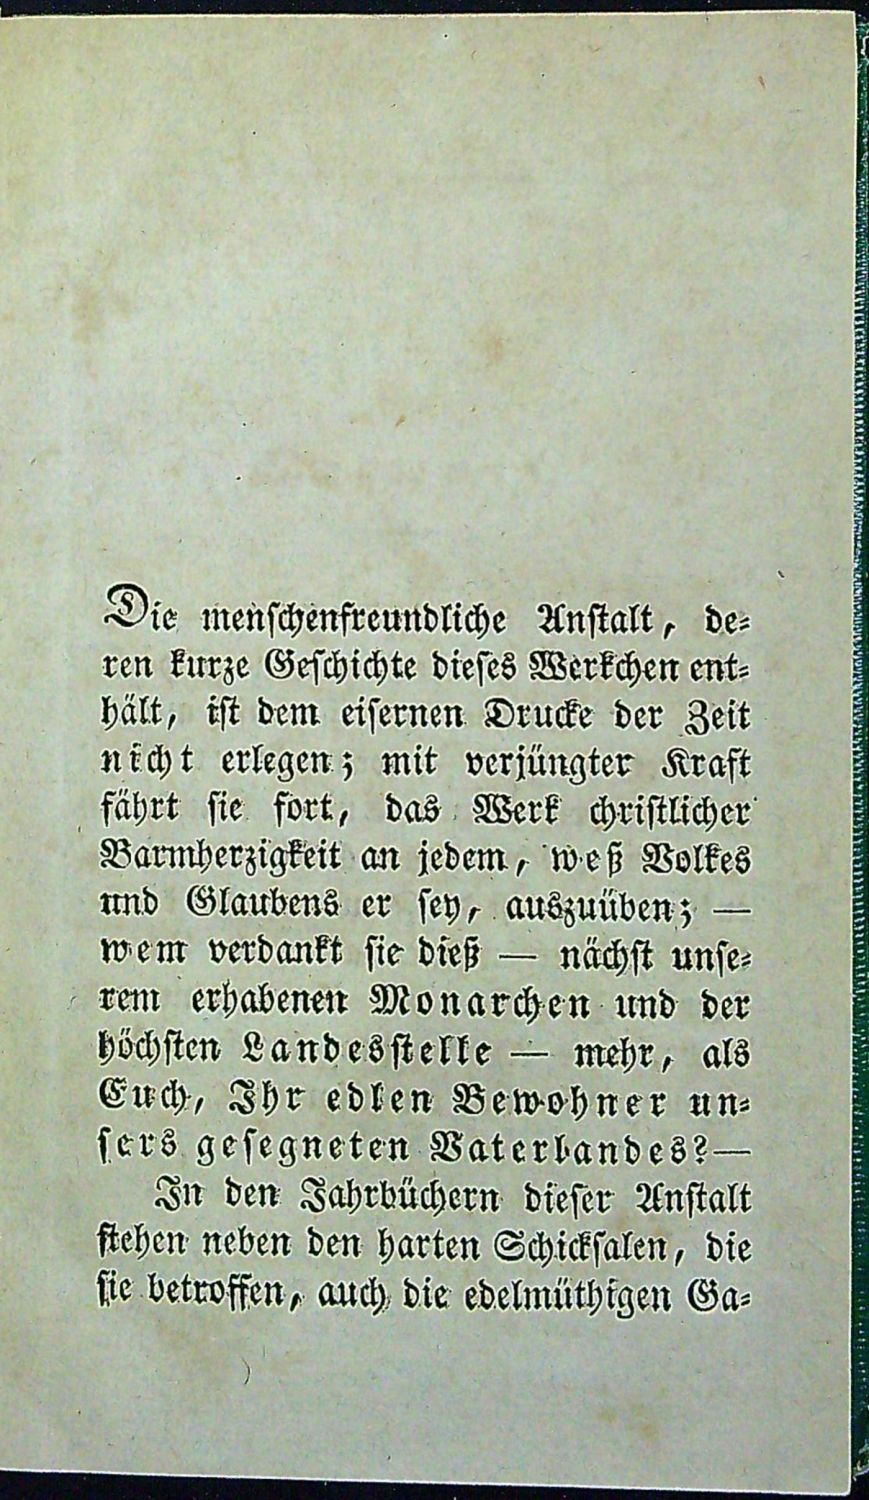 Die menschenfreundliche Anstalt, de-
ren kurze Geschichte dieses Werkchen ent-
hält, ist dem eisernen Drucke der Zeit
nicht erlegen; mit verjüngter Kraft
fährt sie fort, das Werk christlicher
Barmherzigkeit an jedem, weß Volkes
und Glaubens er sey, auszuüben; —
wem verdankt sie dieß — nächst unse-
rem erhabenen Monarchen und der
höchsten Landesstelle — mehr, als
Euch, Ihr edlen Bewohner un-
sers gesegneten Vaterlandes? —
In den Jahrbüchern dieser Anstalt
stehen neben den harten Schicksalen, die
sie betroffen, auch die edelmüthigen Ga-